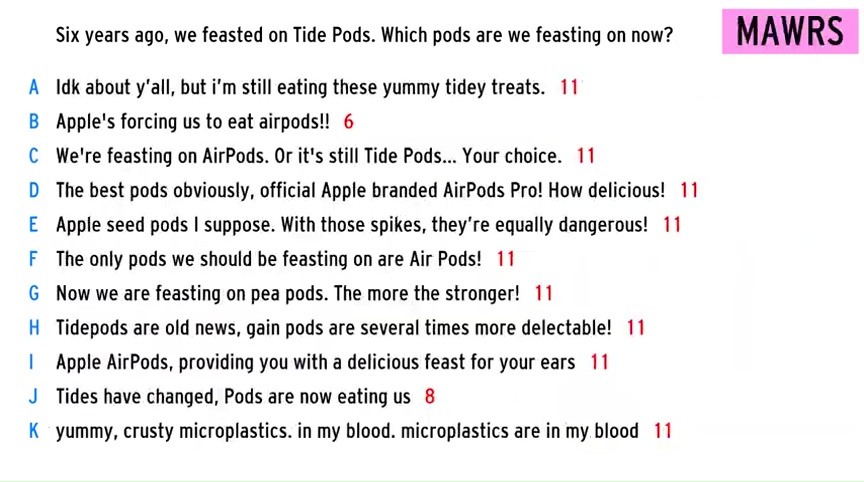 Six years ago, we feasted on Tide Pods. Which pods are we feasting on now?
MAWRS
A Idk about y'all, but i'm still eating these yummy tidey treats. 11
B Apple's forcing us to eat airpods!! 6
C We're feasting on AirPods. Or it's still Tide Pods... Your choice. 11
D The best pods obviously, official Apple branded AirPods Pro! How delicious! 11
E Apple seed pods I suppose. With those spikes, they're equally dangerous! 11
F The only pods we should be feasting on are Air Pods! 11
G Now we are feasting on pea pods. The more the stronger! 11
H Tidepods are old news, gain pods are several times more delectable! 11
I Apple AirPods, providing you with a delicious feast for your ears 11
J Tides have changed, Pods are now eating us 8
K yummy, crusty microplastics. in my blood. microplastics are in my blood 11